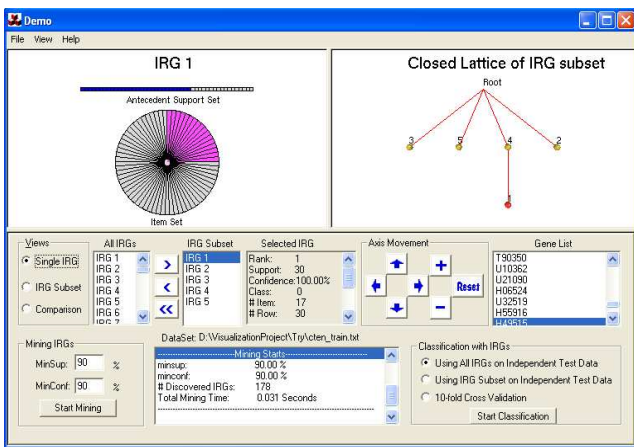 Demo
File View Help
IRG 1
Antecedent Support Set
Item Set
Closed Lattice of IRG subset
Root
3 5 4 2
1
Views
Single IRG
IRG Subset
Comparison
All IRGs
IRG 1
IRG 2
IRG 3
IRG 4
IRG 5
IRG 6
IRG 7
>
<
<<
IRG Subset
IRG 1
IRG 2
IRG 3
IRG 4
IRG 5
Selected IRG
Rank: 1
Support: 30
Confidence:100.00%
Class: 0
# Item: 17
# Row: 30
Axis Movement
+
Reset
−
Gene List
T90350
U10362
U21090
H06524
U32519
H55916
H49515
Mining IRGs
MinSup: 90 %
MinConf: 90 %
Start Mining
DataSet: D:\VisualizationProject\Try\cten_train.txt
Mining Starts
minsup: 90.00 %
minconf: 90.00 %
# Discovered IRGs: 178
Total Mining Time: 0.031 Seconds
Classification with IRGs
Using All IRGs on Independent Test Data
Using IRG Subset on Independent Test Data
10-fold Cross Validation
Start Classification